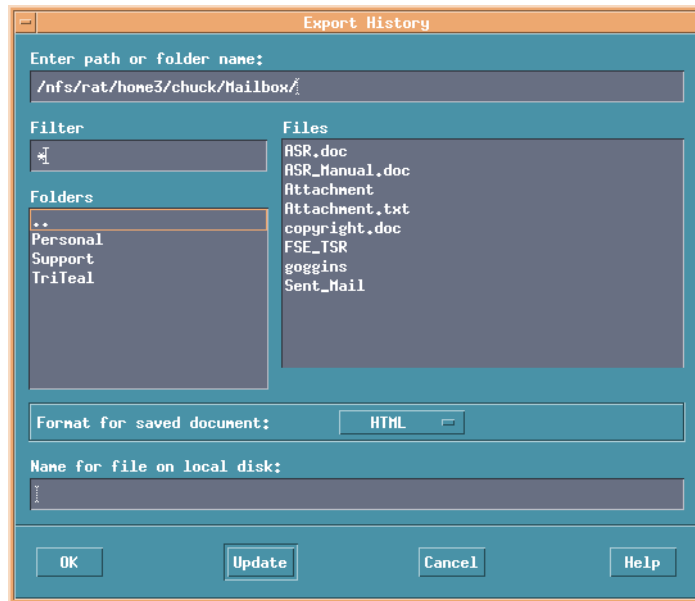 Export History
Enter path or folder name:
/nfs/rat/home3/chuck/Mailbox/
Filter
*
Folders
..
Personal
Support
TriTeal
Files
ASR.doc
ASR_Manual.doc
Attachment
Attachment.txt
copyright.doc
FSE_TSR
goggins
Sent_Mail
Format for saved document:
HTML
Name for file on local disk:
OK
Update
Cancel
Help